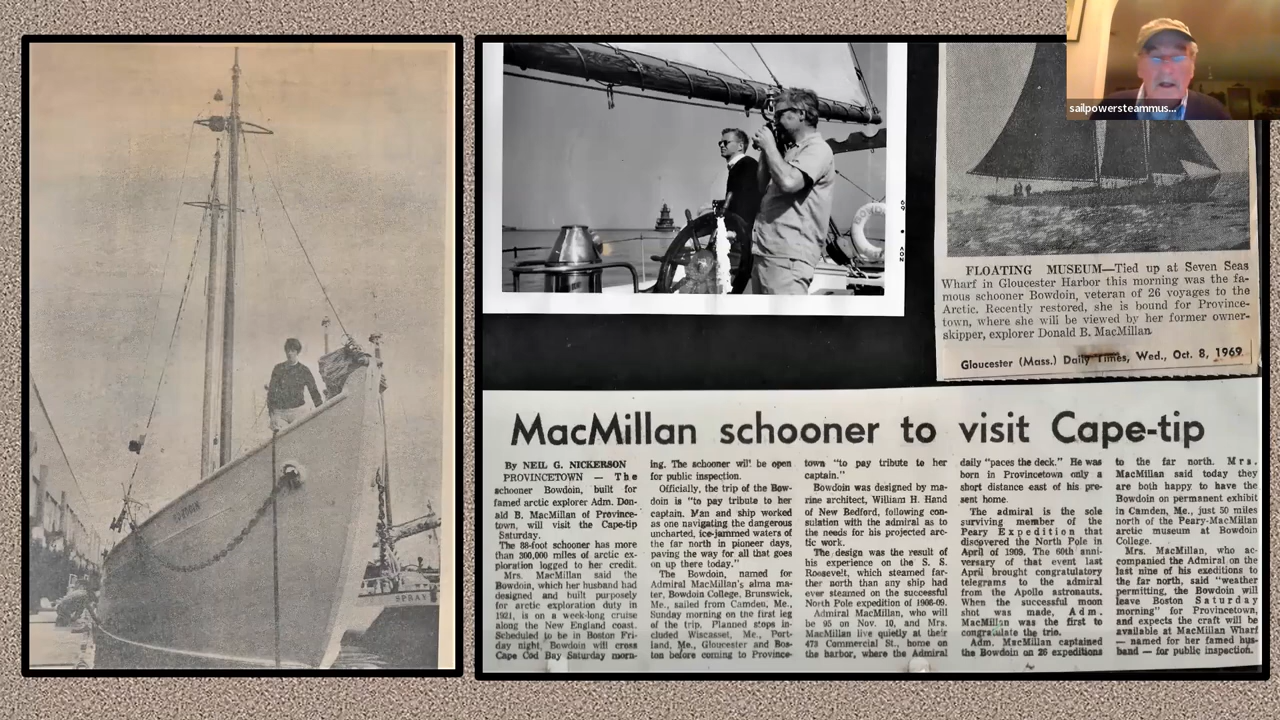 sailpowersteammus...
BOWDOIN
SPRAY
NOV • 69
FLOATING MUSEUM—Tied up at Seven Seas
Wharf in Gloucester Harbor this morning was the fa-
mous schooner Bowdoin, veteran of 26 voyages to the
Arctic. Recently restored, she is bound for Province-
town, where she will be viewed by her former owner-
skipper, explorer Donald B. MacMillan
Gloucester (Mass.) Daily Times, Wed., Oct. 8, 1969
MacMillan schooner to visit Cape-tip
By NEIL G. NICKERSON
PROVINCETOWN — The
schooner Bowdoin, built for
famed arctic explorer Adm. Don-
ald B. MacMillan of Province-
town, will visit the Cape-tip
Saturday.
The 88-foot schooner has more
than 300,000 miles of arctic ex-
ploration logged to her credit.
Mrs. MacMillan said the
Bowdoin, which her husband had
designed and built purposely
for arctic exploration duty in
1921, is on a week-long cruise
along the New England coast.
Scheduled to be in Boston Fri-
day night, Bowdoin will cross
Cape Cod Bay Saturday morn-
ing. The schooner will be open
for public inspection.
Officially, the trip of the Bow-
doin is "to pay tribute to her
captain. Man and ship worked
as one navigating the dangerous
uncharted, ice-jammed waters of
the far north in pioneer days,
paving the way for all that goes
on up there today."
The Bowdoin, named for
Admiral MacMillan's alma ma-
ter, Bowdoin College, Brunswick,
Me., sailed from Camden, Me.,
Sunday morning on the first leg
of the trip. Planned stops in-
cluded Wiscasset, Me., Port-
land, Me., Gloucester and Bos-
ton before coming to Province-
town "to pay tribute to her
captain."
Bowdoin was designed by ma-
rine architect, William H. Hand
of New Bedford, following con-
sulation with the admiral as to
the needs for his projected arc-
tic work.
The design was the result of
his experience on the S. S.
Roosevelt, which steamed far-
ther north than any ship had
ever steamed on the successful
North Pole expedition of 1908-09.
Admiral MacMillan, who will
be 95 on Nov. 10, and Mrs.
MacMillan live quietly at their
473 Commercial St., home on
the harbor, where the Admiral
daily "paces the deck." He was
born in Provincetown only a
short distance east of his pre-
sent home.
The admiral is the sole
surviving member of the
Peary Expedition that
discovered the North Pole in
April of 1909. The 60th anni-
versary of that event last
April brought congratulatory
telegrams to the admiral
from the Apollo astronauts.
When the successful moon
shot was made, Adm.
MacMillan was the first to
congratulate the trio.
Adm. MacMillan captained
the Bowdoin on 26 expeditions
to the far north. Mrs.
MacMillan said today they
are both happy to have the
Bowdoin on permanent exhibit
in Camden, Me., just 50 miles
north of the Peary-MacMillan
arctic museum at Bowdoin
College.
Mrs. MacMillan, who ac-
companied the Admiral on the
last nine of his exeditions to
the far north, said "weather
permitting, the Bowdoin will
leave Boston Saturday
morning" for Provincetown,
and expects the craft will be
available at MacMillan Wharf
— named for her famed hus-
band — for public inspection.